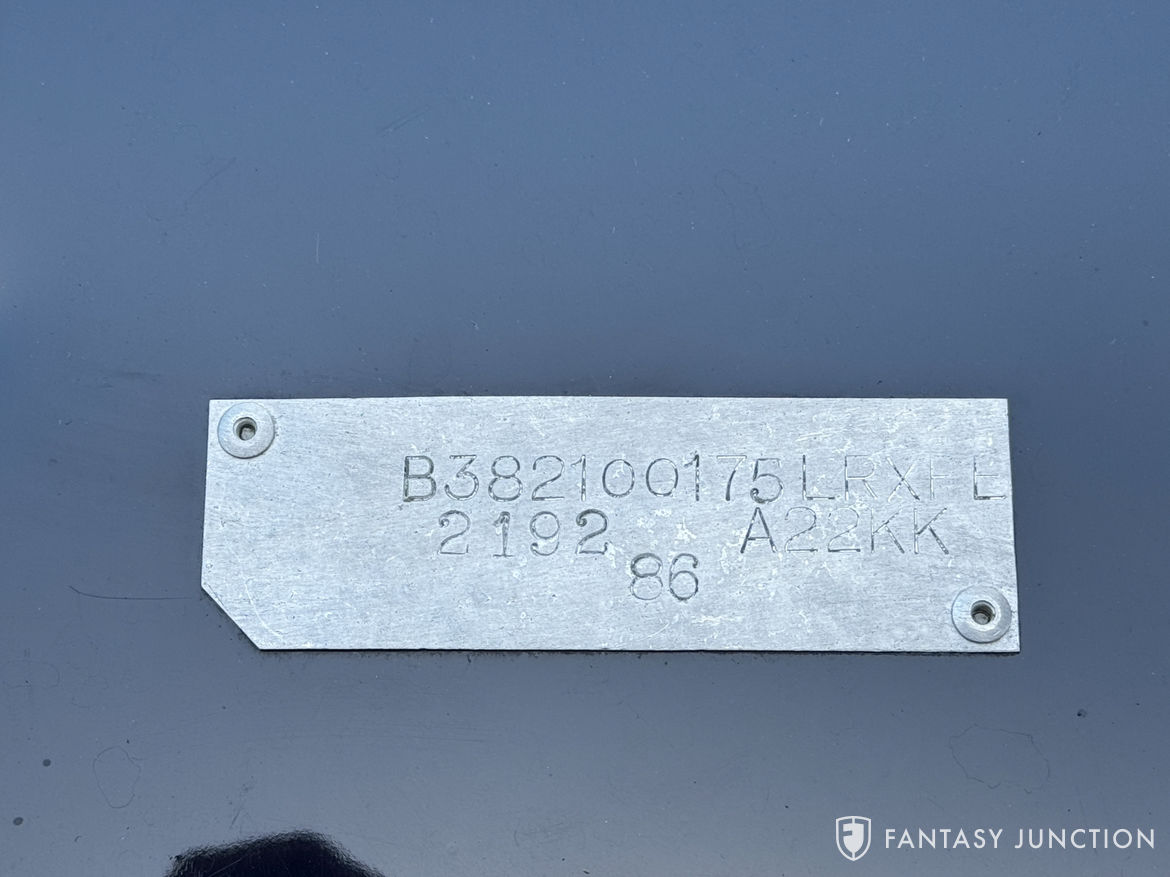 B382100175LRXFE
2192 A22KK
86
FANTASY JUNCTION